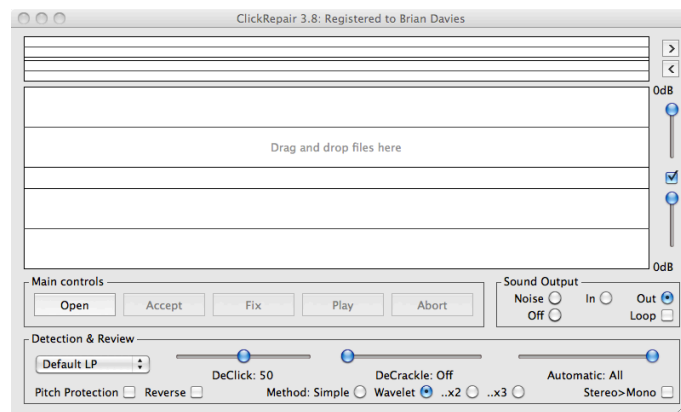 ClickRepair 3.8: Registered to Brian Davies
>
<
0dB
Drag and drop files here
0dB
Main controls
Open Accept Fix Play Abort
Sound Output
Noise In Out
Off Loop
Detection & Review
Default LP
DeClick: 50 DeCrackle: Off Automatic: All
Pitch Protection Reverse Method: Simple Wavelet ..x2 ..x3 Stereo>Mono